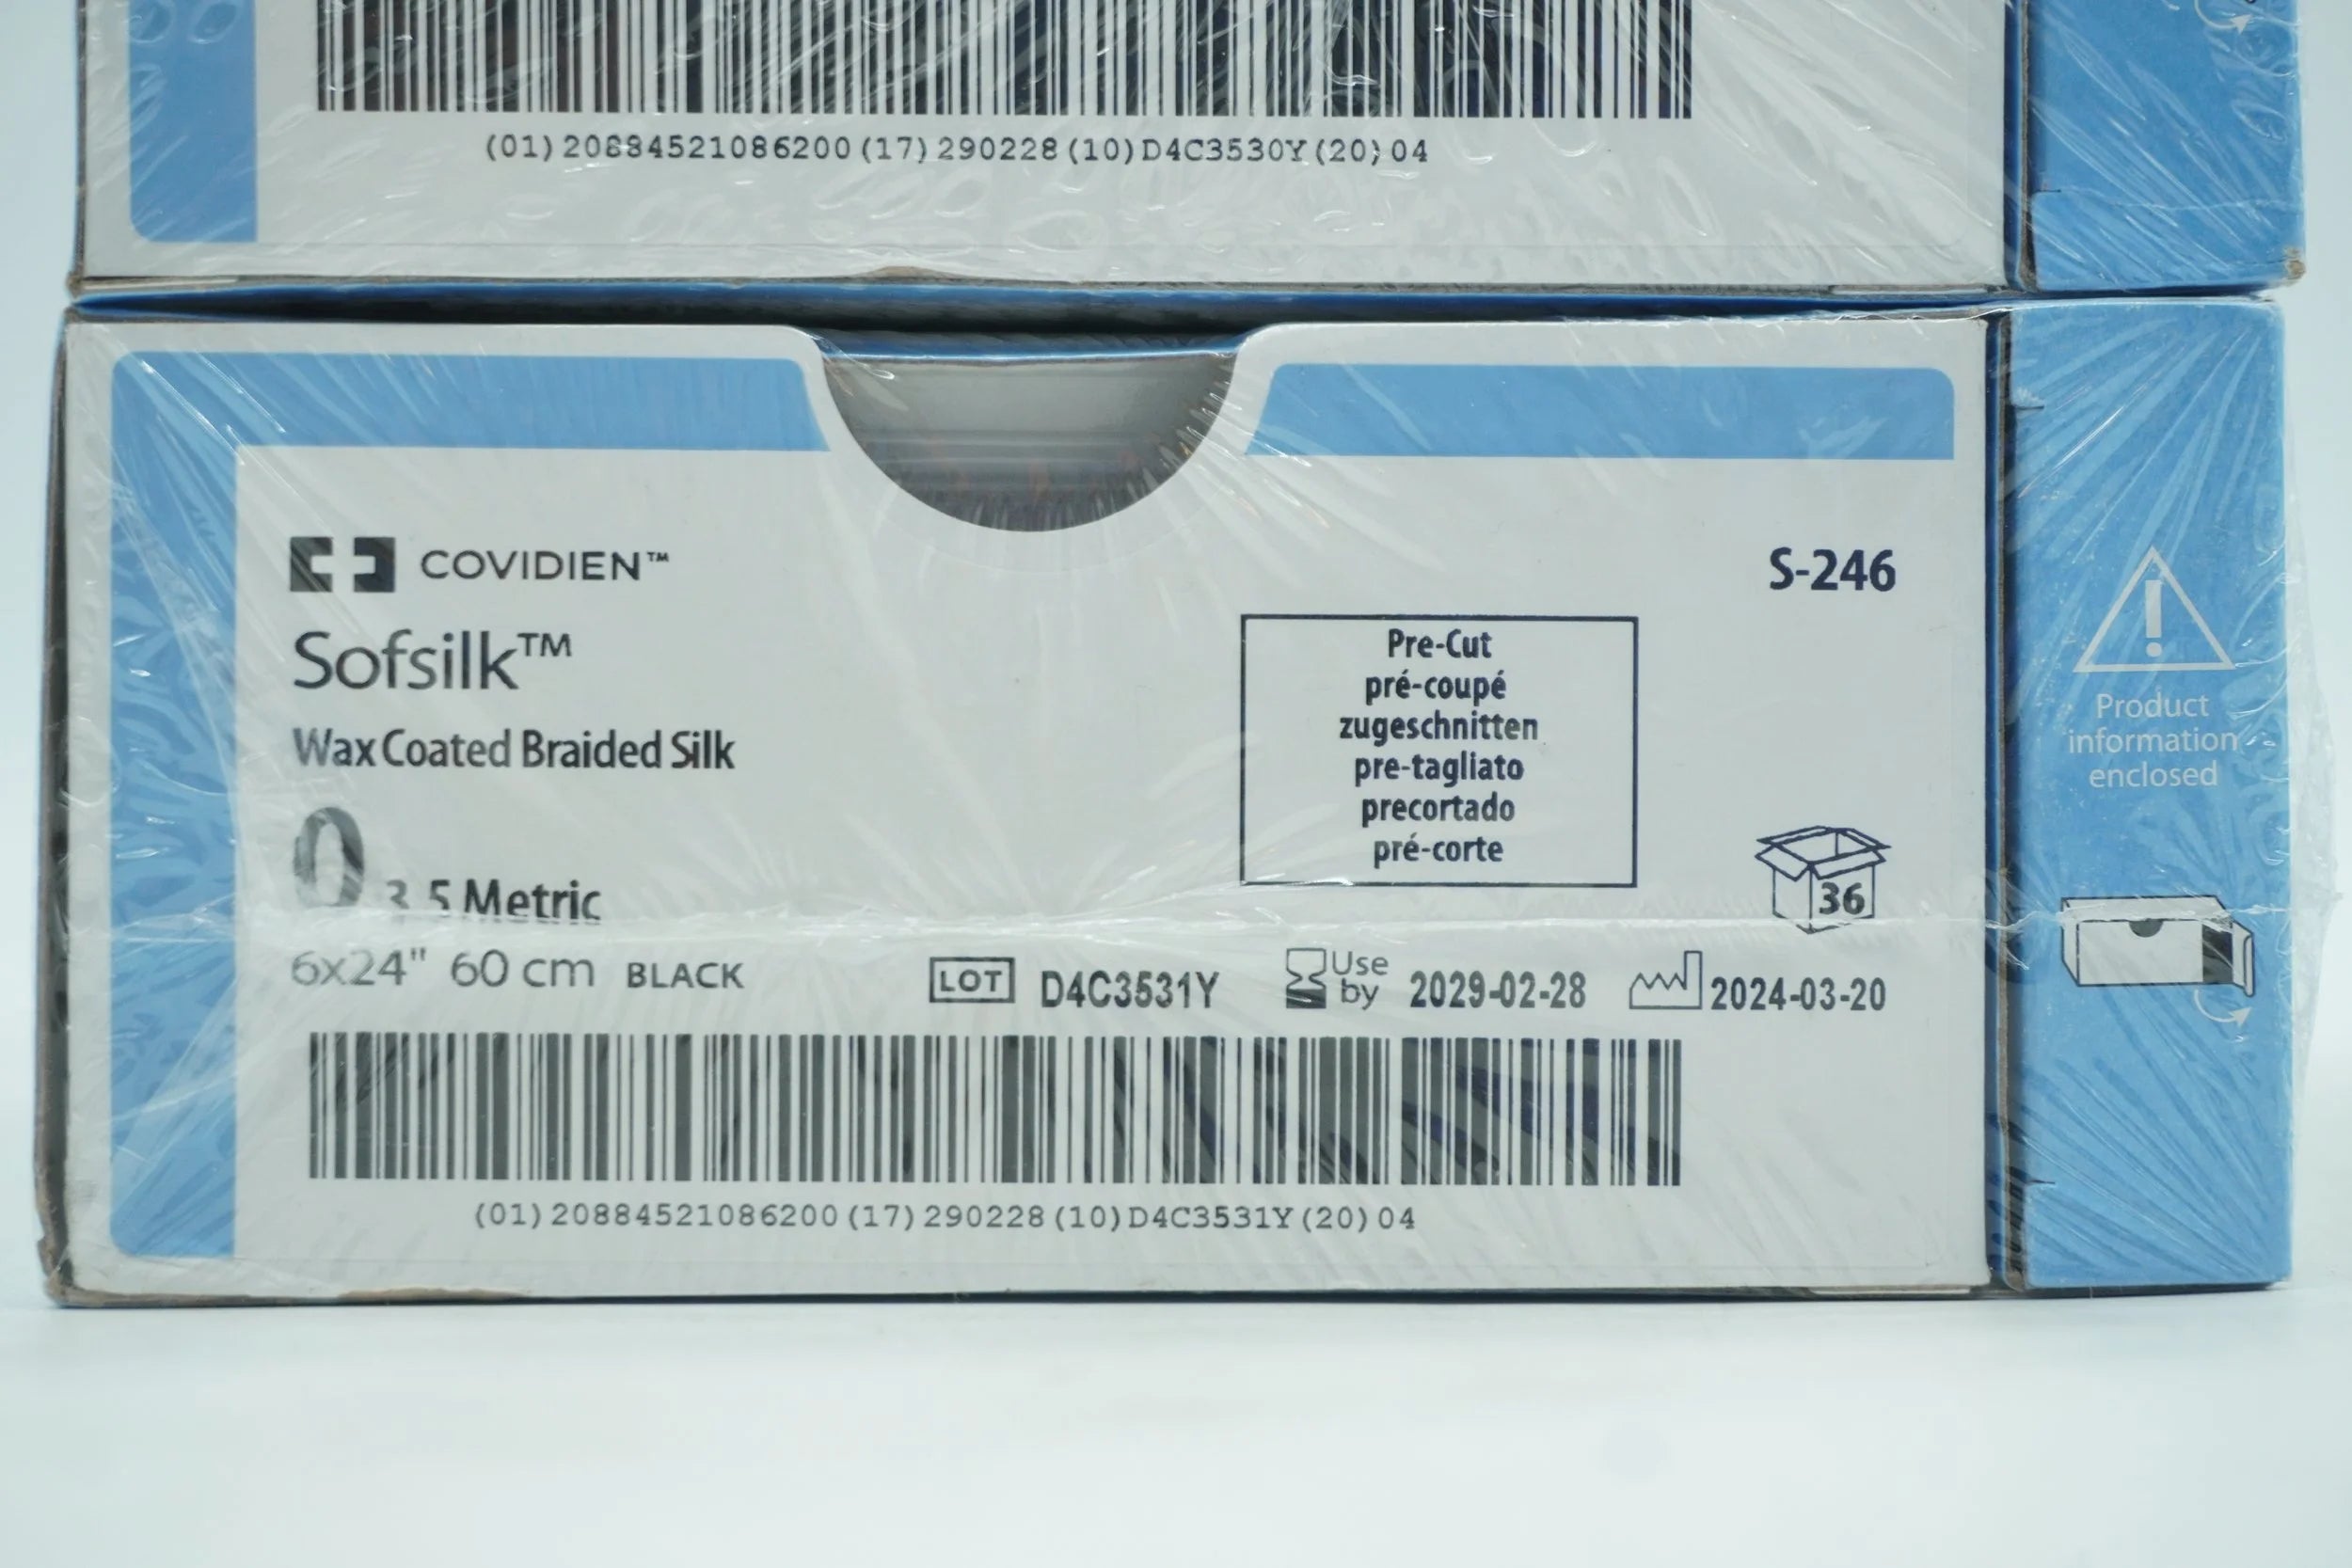 (01)20884521086200(17)290228(10)D4C3530Y(20)04
COVIDIEN™
S-246
Sofsilk™
Wax Coated Braided Silk
Pre-Cut
pré-coupé
zugeschnitten
pre-tagliato
precortado
pré-corte
0 3.5 Metric
36
6x24" 60 cm BLACK
LOT D4C3531Y
Use by 2029-02-28
2024-03-20
(01)20884521086200(17)290228(10)D4C3531Y(20)04
Product
information
enclosed